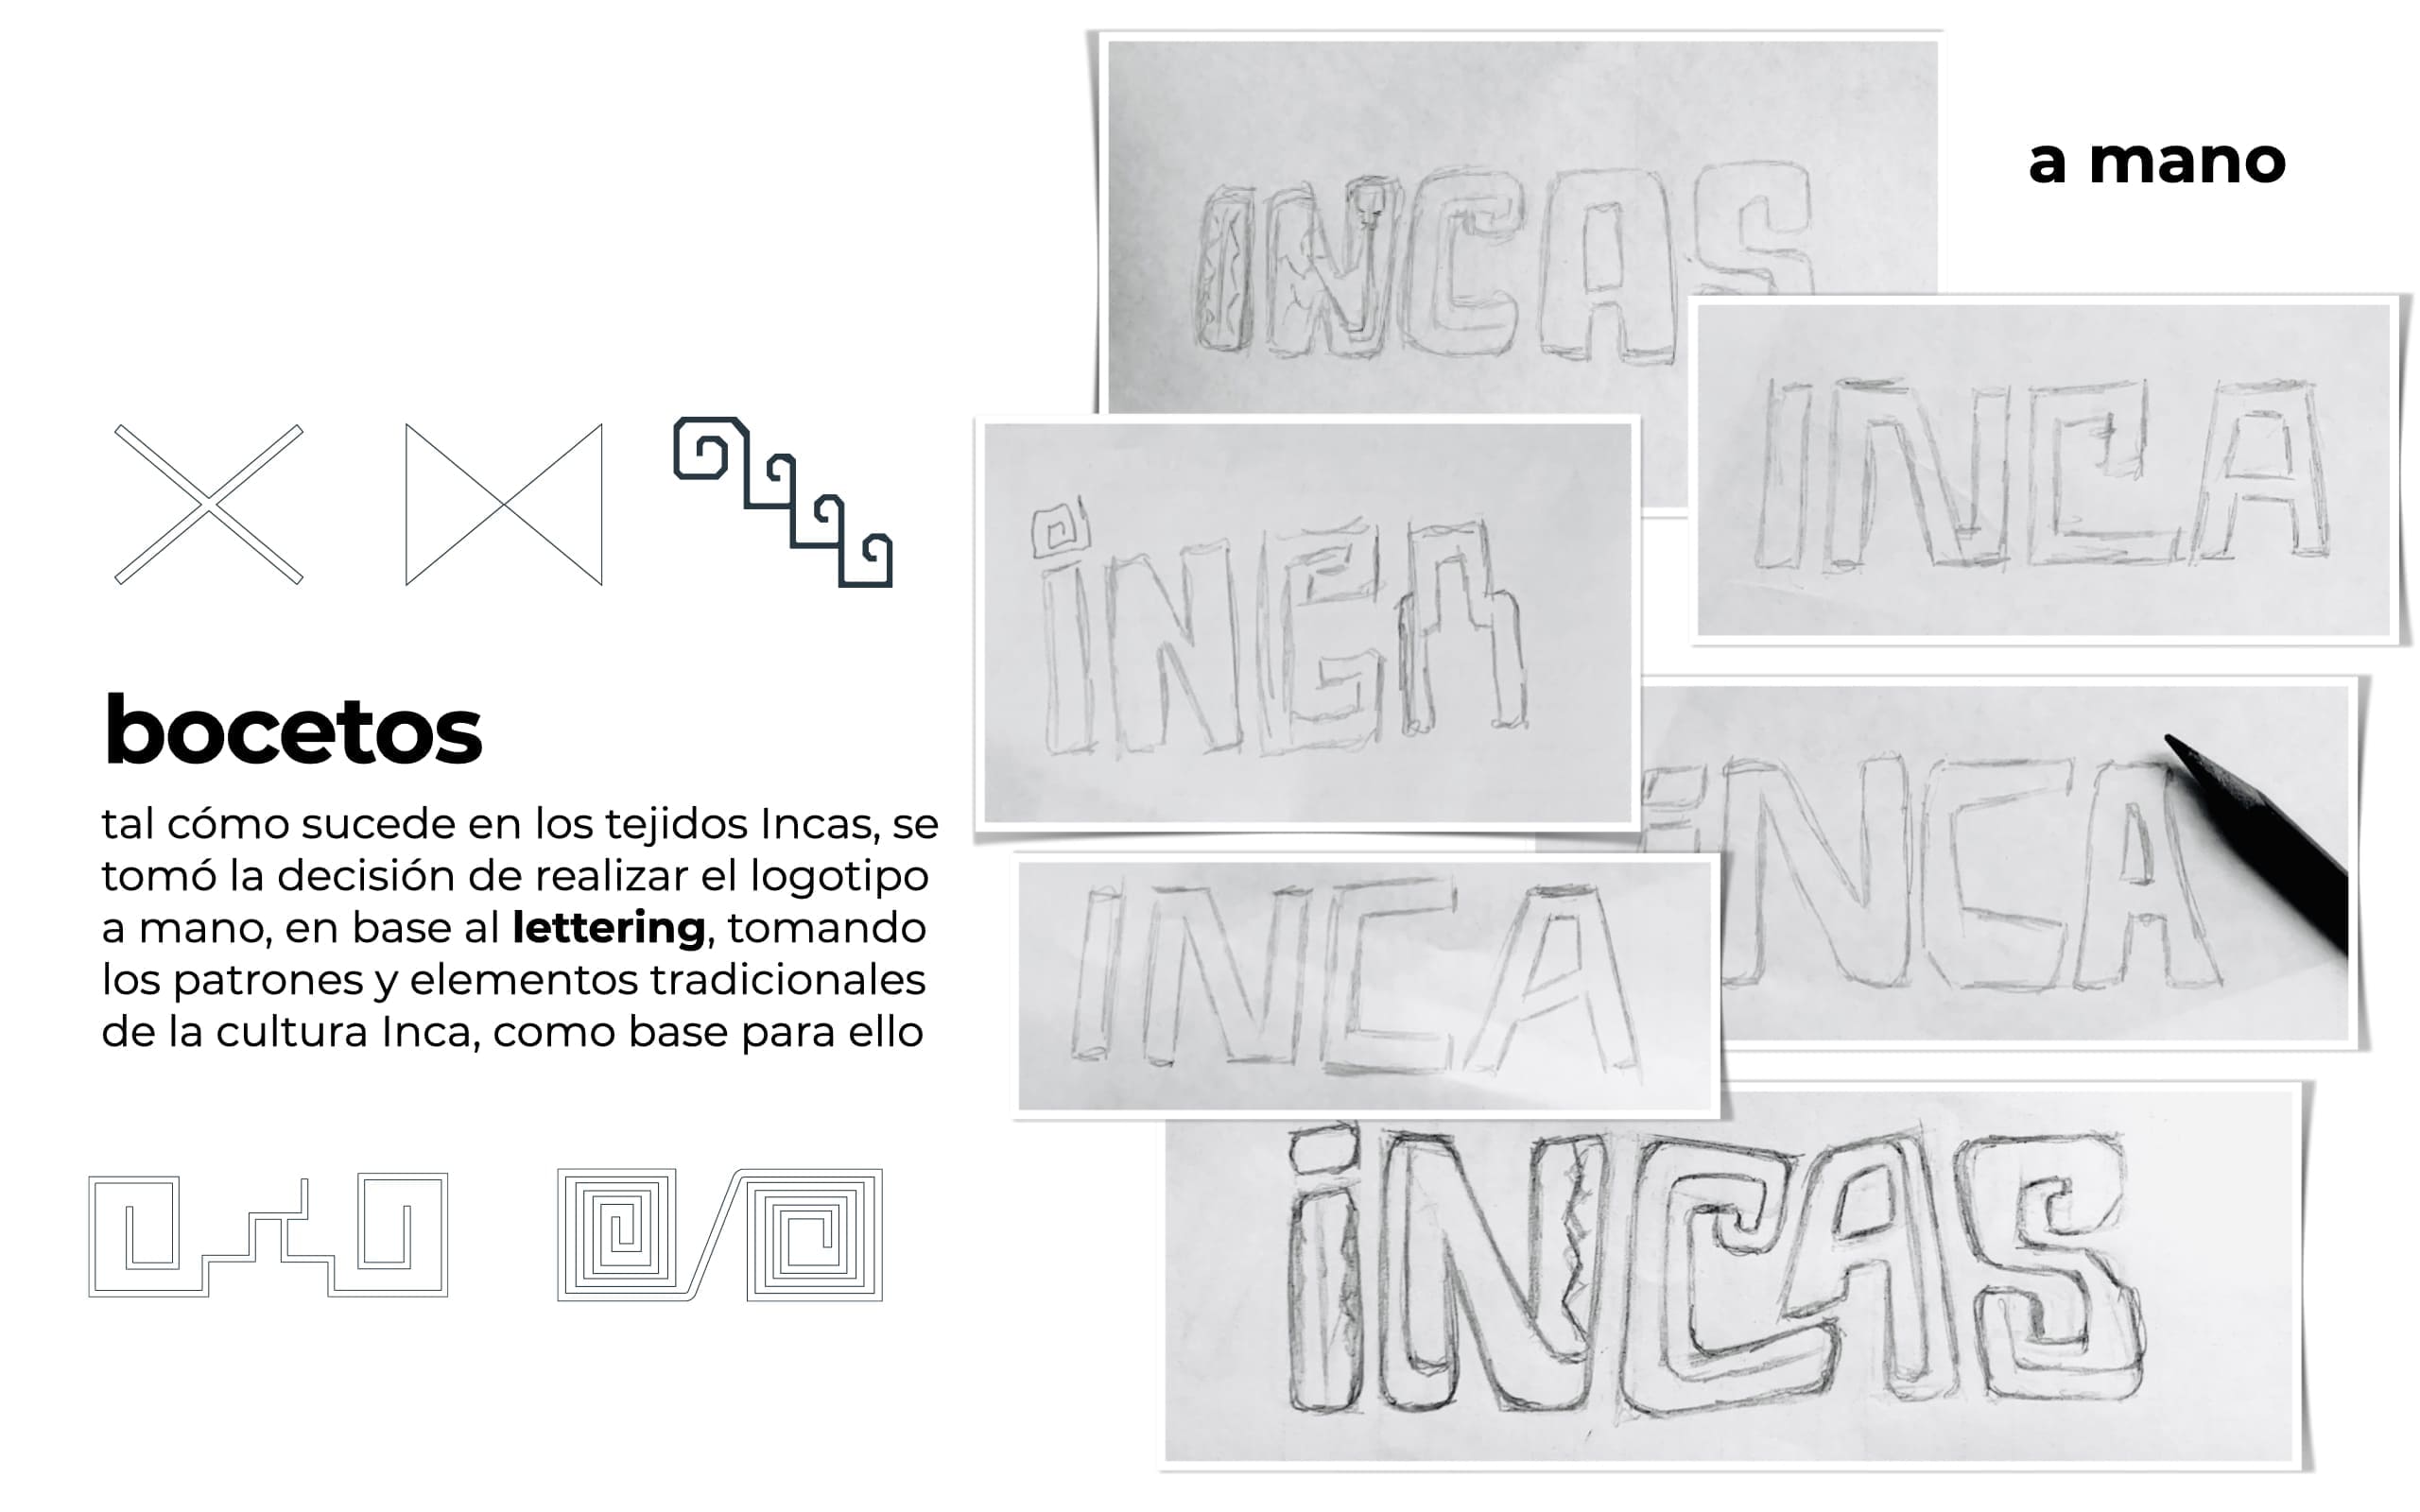 a mano
INCAS
INCA
iNCA
iNCA
INCA
iNCAS
bocetos
tal cómo sucede en los tejidos Incas, se
tomó la decisión de realizar el logotipo
a mano, en base al lettering, tomando
los patrones y elementos tradicionales
de la cultura Inca, como base para ello